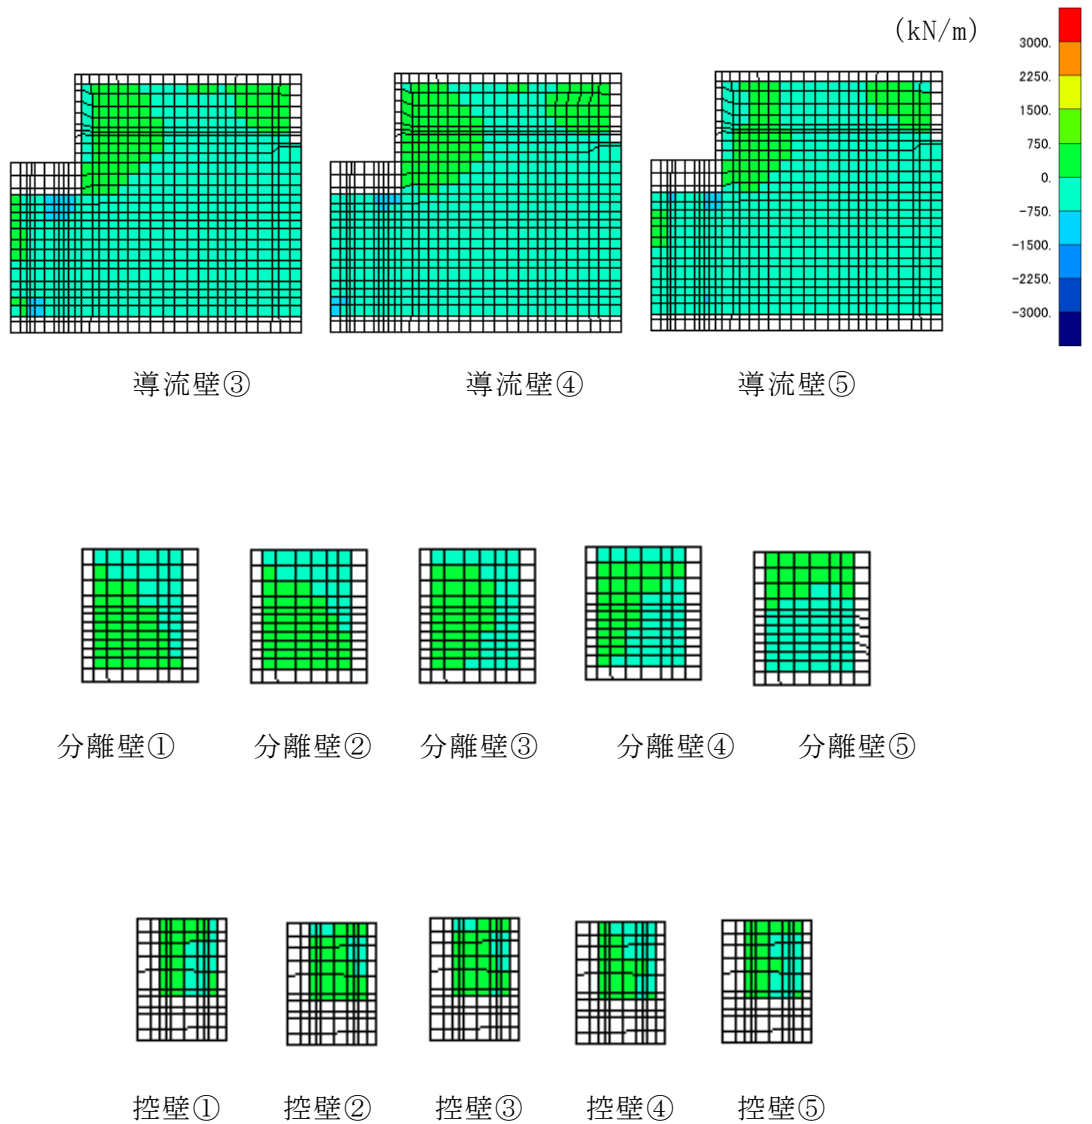 (kN/m)
3000.
2250.
1500.
750.
0.
-750.
-1500.
-2250.
-3000.
導流壁③ 導流壁④ 導流壁⑤
分離壁① 分離壁② 分離壁③ 分離壁④ 分離壁⑤
控壁① 控壁② 控壁③ 控壁④ 控壁⑤